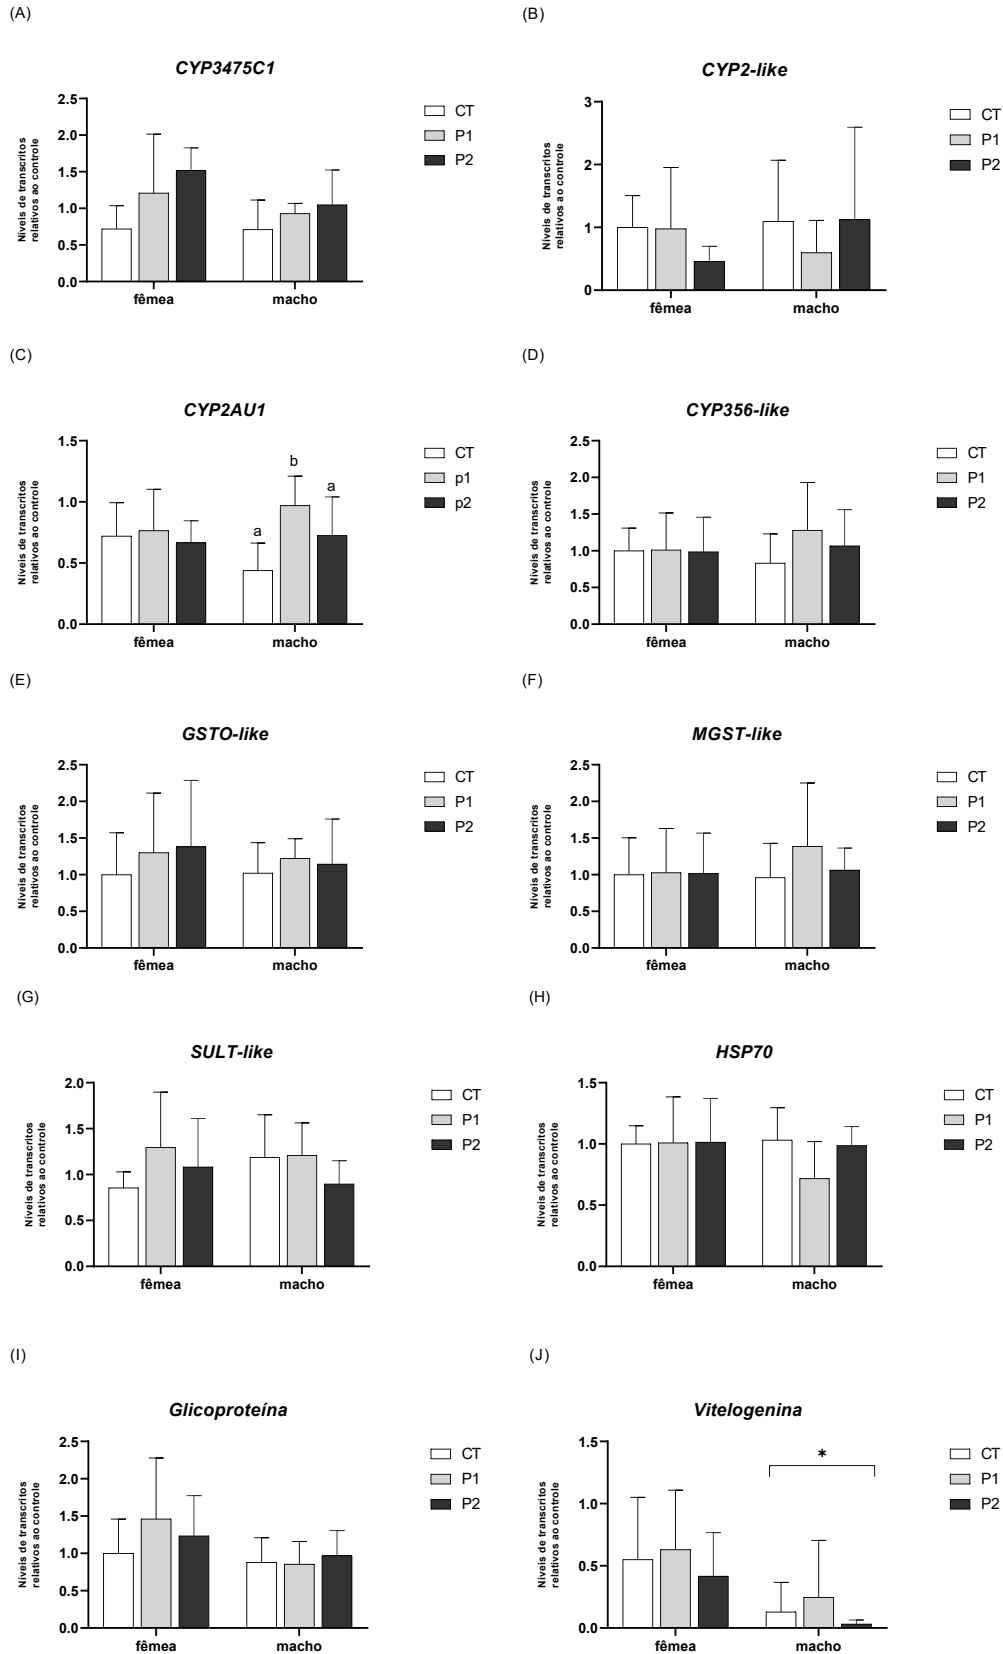 (A)
CYP3475C1
Níveis de transcritos
relativos ao controle
2.5
2.0
1.5
1.0
0.5
0.0
fêmea macho
CT
P1
P2
(B)
CYP2-like
Níveis de transcritos
relativos ao controle
3
2
1
0
fêmea macho
CT
P1
P2
(C)
CYP2AU1
Níveis de transcritos
relativos ao controle
1.5
1.0
0.5
0.0
a b a
fêmea macho
CT
p1
p2
(D)
CYP356-like
Níveis de transcritos
relativos ao controle
2.5
2.0
1.5
1.0
0.5
0.0
fêmea macho
CT
P1
P2
(E)
GSTO-like
Níveis de transcritos
relativos ao controle
2.5
2.0
1.5
1.0
0.5
0.0
fêmea macho
CT
P1
P2
(F)
MGST-like
Níveis de transcritos
relativos ao controle
2.5
2.0
1.5
1.0
0.5
0.0
fêmea macho
CT
P1
P2
(G)
SULT-like
Níveis de transcritos
relativos ao controle
2.0
1.5
1.0
0.5
0.0
fêmea macho
CT
P1
P2
(H)
HSP70
Níveis de transcritos
relativos ao controle
1.5
1.0
0.5
0.0
fêmea macho
CT
P1
P2
(I)
Glicoproteína
Níveis de transcritos
relativos ao controle
2.5
2.0
1.5
1.0
0.5
0.0
fêmea macho
CT
P1
P2
(J)
Vitelogenina
Níveis de transcritos
relativos ao controle
1.5
1.0
0.5
0.0
*
fêmea macho
CT
P1
P2